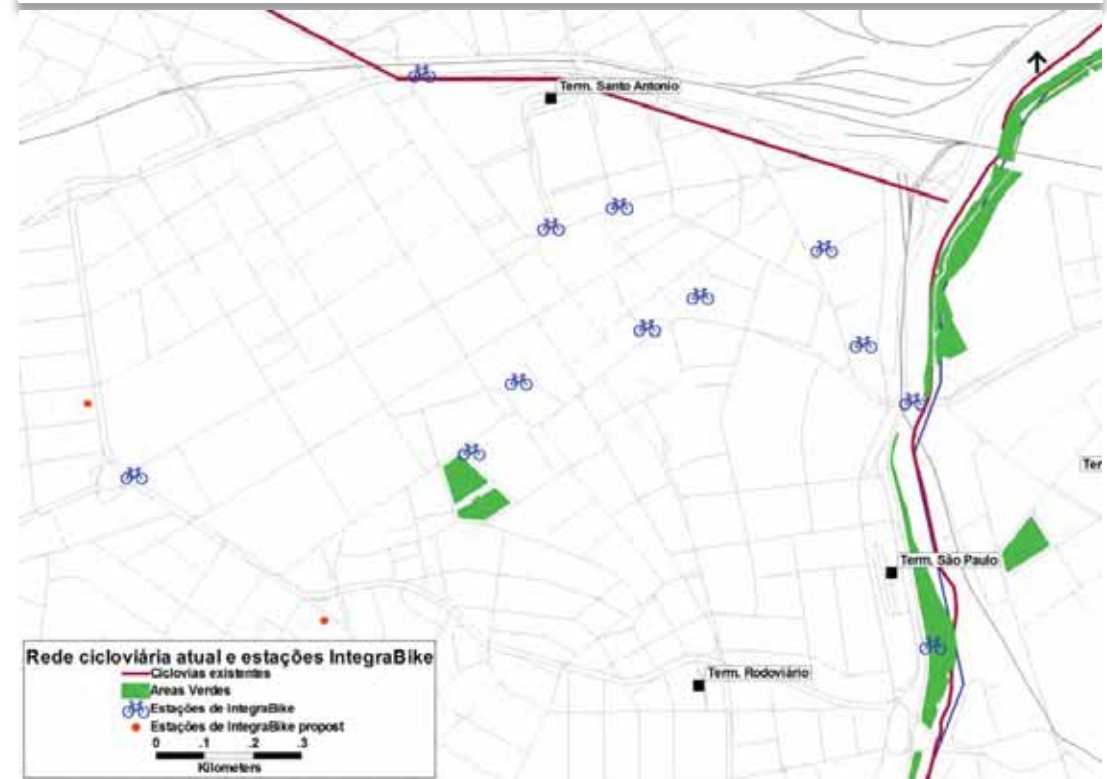 Term. Santo Antonio
Ter
Term. São Paulo
Term. Rodoviário
Rede cicloviária atual e estações IntegraBike
Ciclovias existentes
Areas Verdes
Estações de IntegraBike
Estações de IntegraBike propost
0 .1 .2 .3
Kilometers